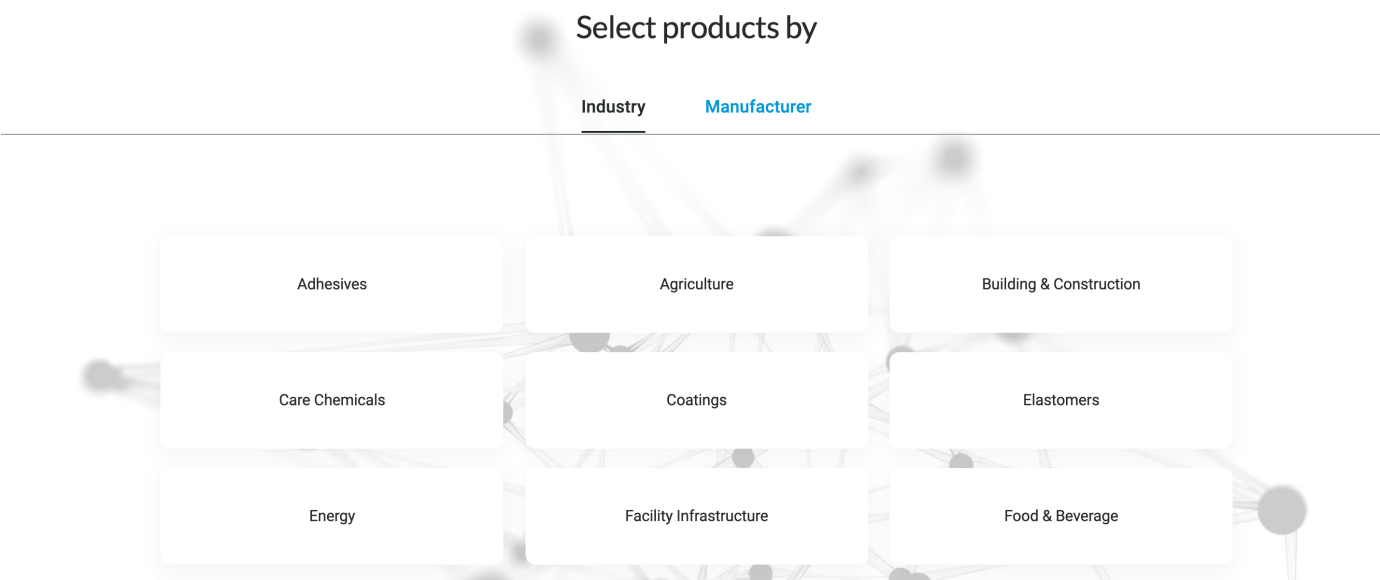 Select products by
Industry Manufacturer
Adhesives Agriculture Building & Construction
Care Chemicals Coatings Elastomers
Energy Facility Infrastructure Food & Beverage